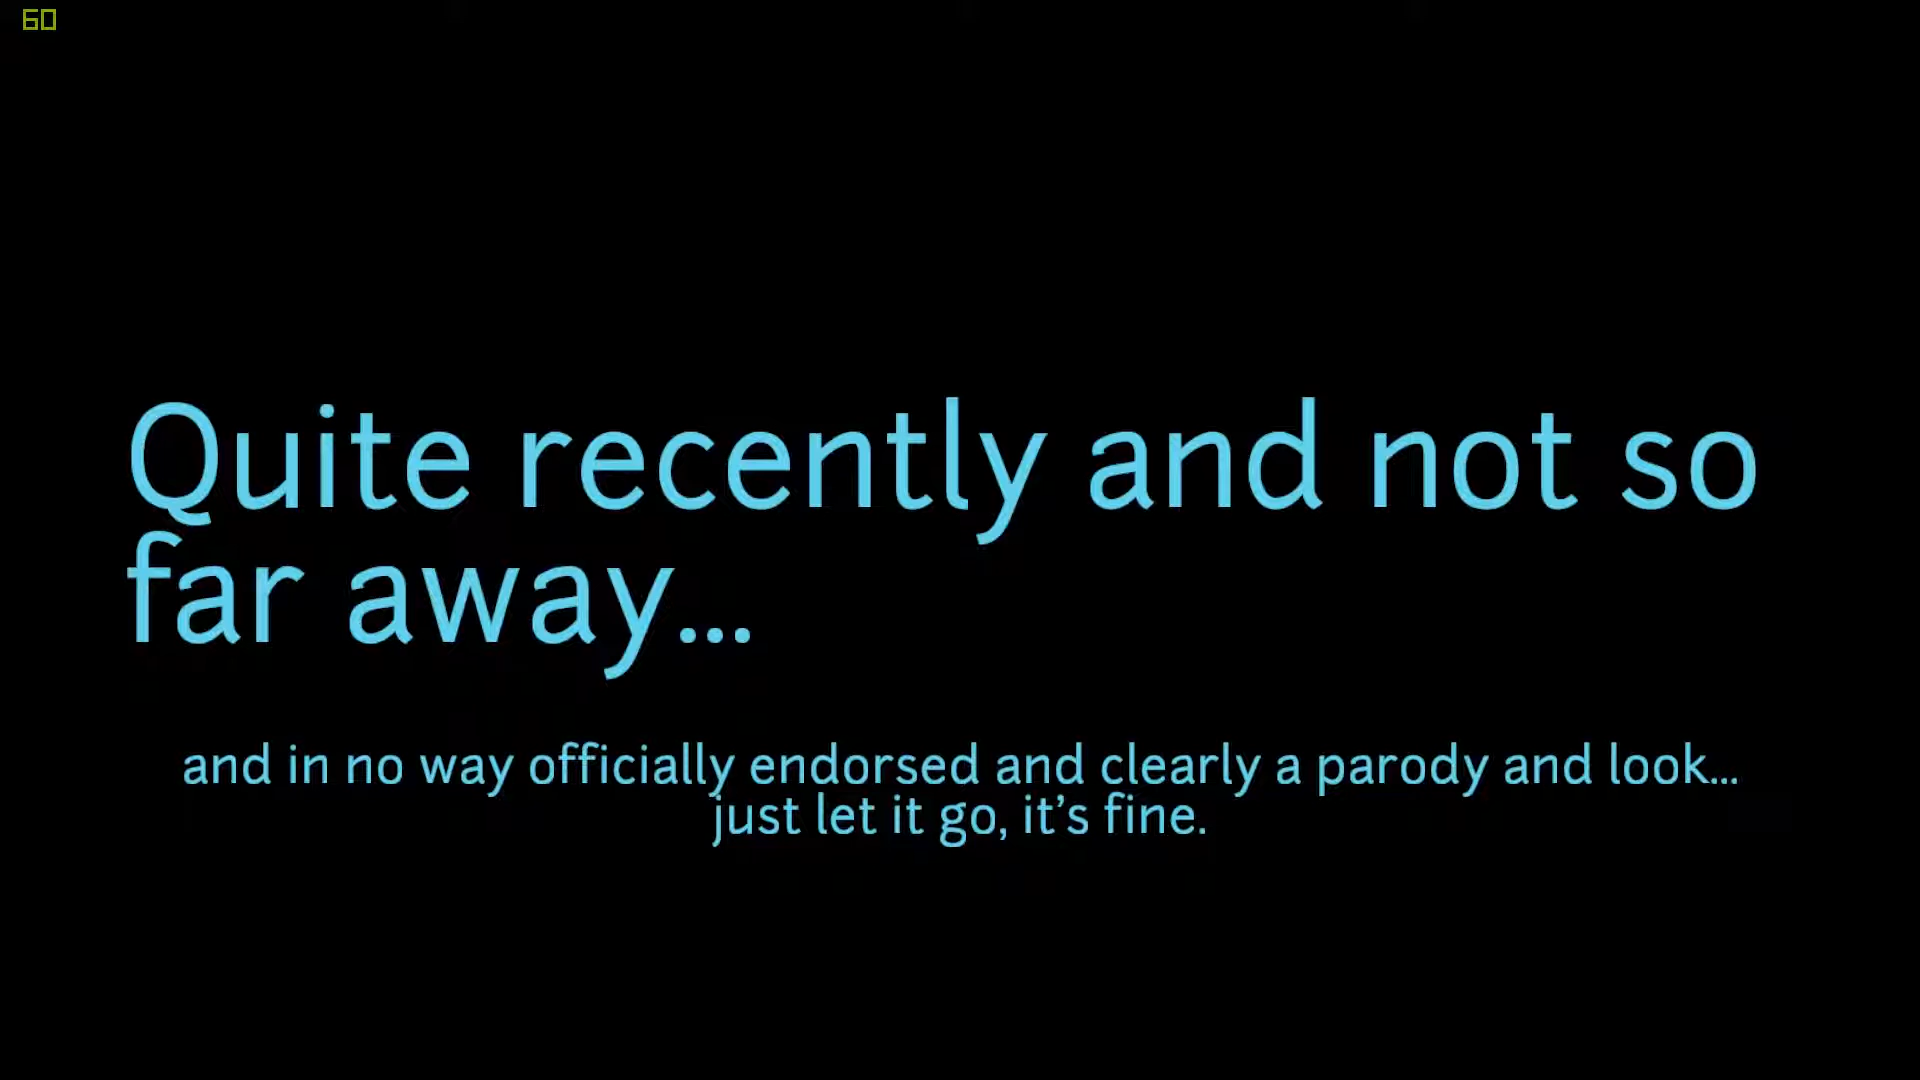 60
Quite recently and not so
far away...
and in no way officially endorsed and clearly a parody and look...
just let it go, it’s fine.